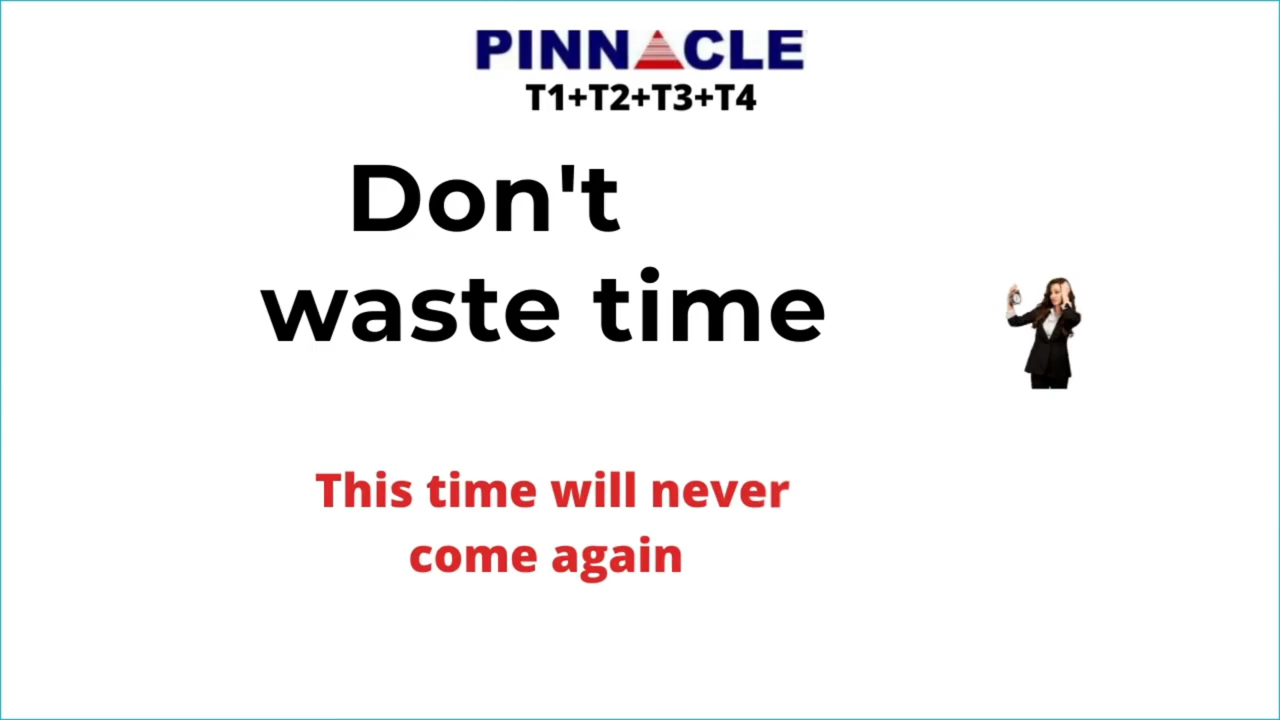 PINNACLE
T1+T2+T3+T4
Don't
waste time
This time will never
come again